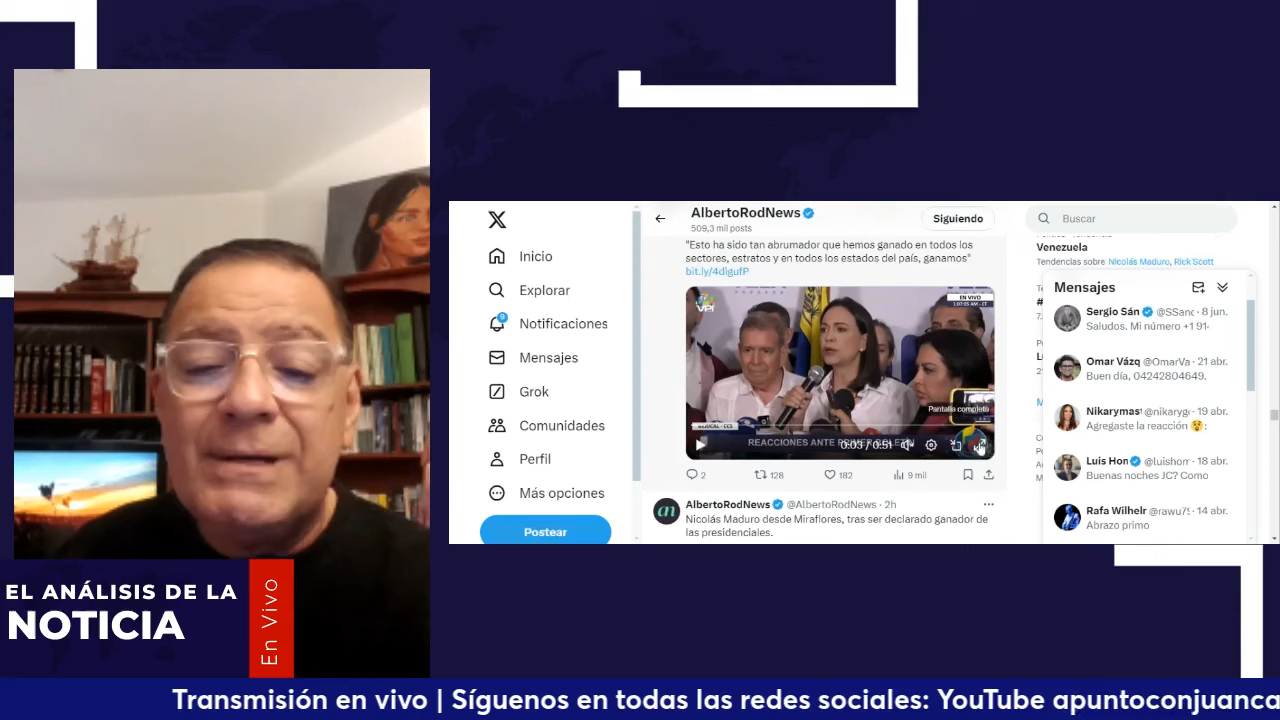 EL ANÁLISIS DE LA
NOTICIA
En Vivo
Inicio
Explorar
9
Notificaciones
Mensajes
Grok
Comunidades
Perfil
Más opciones
Postear
AlbertoRodNews
509,3 mil posts
Siguiendo
"Esto ha sido tan abrumador que hemos ganado en todos los
sectores, estratos y en todos los estados del país, ganamos"
bit.ly/4dlgufP
VPI
EN VIVO
Pantalla completa
REACCIONES ANTE PRIMER BOLETÍN
0:03 / 0:51
2
128
182
9 mil
AlbertoRodNews @AlbertoRodNews · 2h
Nicolás Maduro desde Miraflores, tras ser declarado ganador de
las presidenciales.
Buscar
Venezuela
Tendencias sobre Nicolás Maduro, Rick Scott
Mensajes
Sergio Sán @SSanc · 8 jun.
Saludos. Mi número +1 91
Omar Vázq @OmarVa · 21 abr.
Buen día, 04242804649.
Nikarymas @nikaryg · 19 abr.
Agregaste la reacción 😲:
Luis Hon @luishon · 18 abr.
Buenas noches JC? Como
Rafa Wilhelr @rawu7 · 14 abr.
Abrazo primo
Transmisión en vivo | Síguenos en todas las redes sociales: YouTube apuntoconjuanca